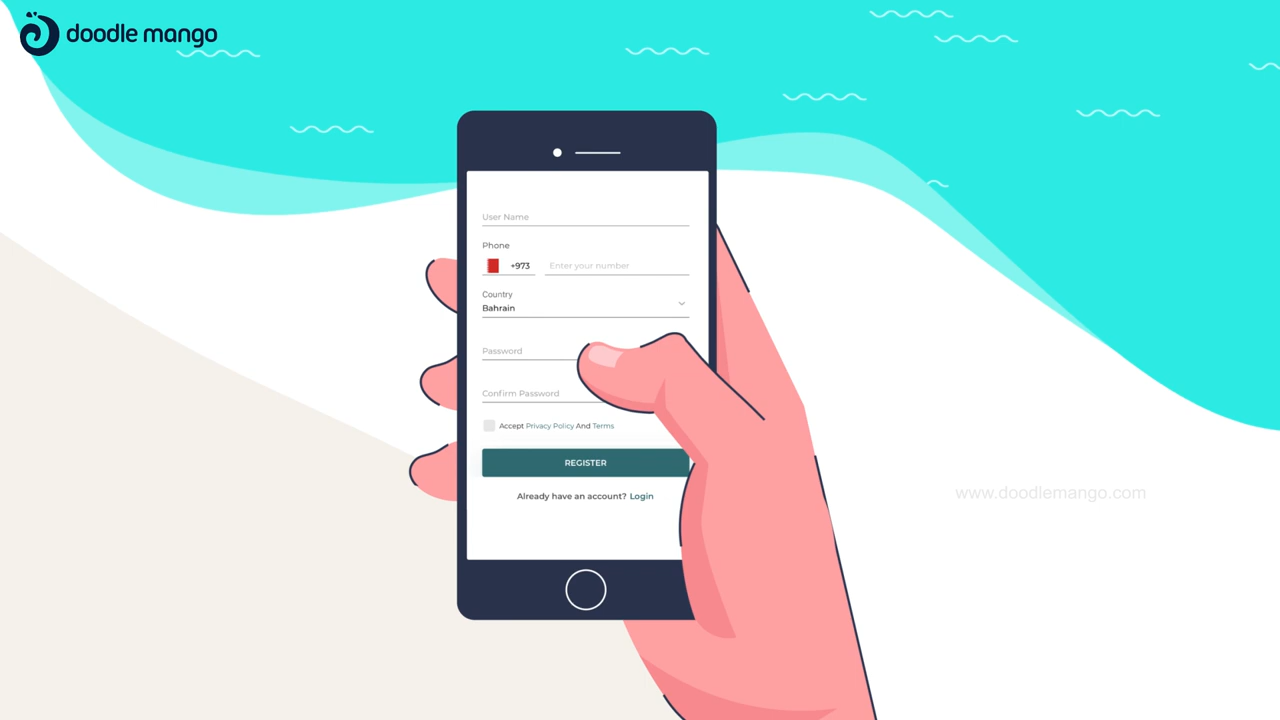 doodle mango
User Name
Phone
+973 Enter your number
Country
Bahrain
Password
Confirm Password
Accept Privacy Policy And Terms
REGISTER
Already have an account? Login
www.doodlemango.com